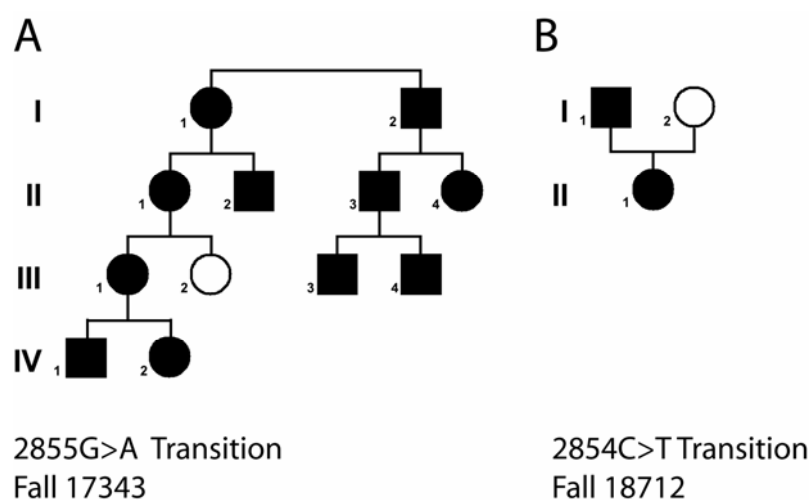 A
B
I
1
2
I
1
2
II
1
2
3
4
II
1
III
1
2
3
4
IV
1
2
2855G>A Transition
Fall 17343
2854C>T Transition
Fall 18712